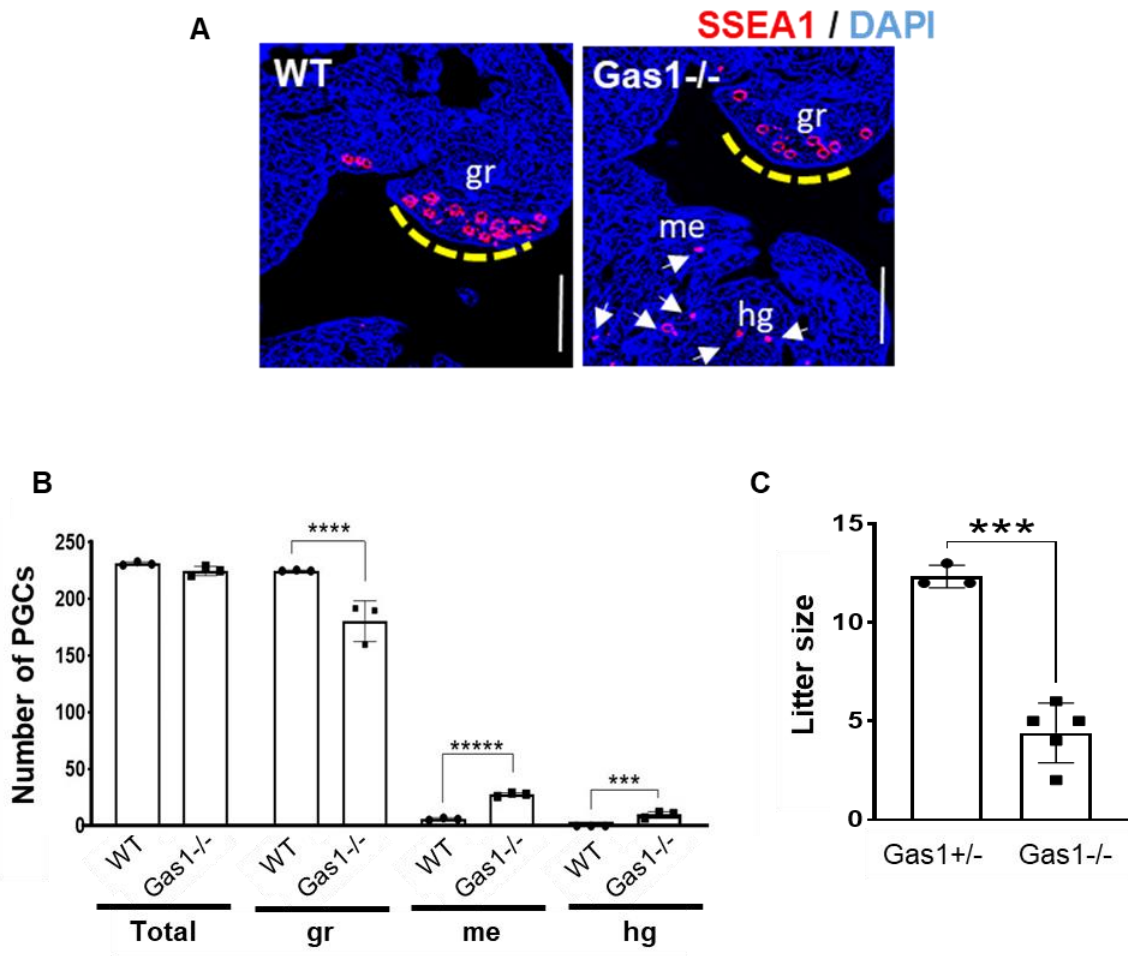 A
SSEA1 / DAPI
WT
gr
Gas1-/-
gr
me
hg
B
Number of PGCs
250
200
150
100
50
0
****
*****
***
WT
Gas1-/-
WT
Gas1-/-
WT
Gas1-/-
WT
Gas1-/-
Total
gr
me
hg
C
Litter size
15
10
5
0
***
Gas1+/-
Gas1-/-